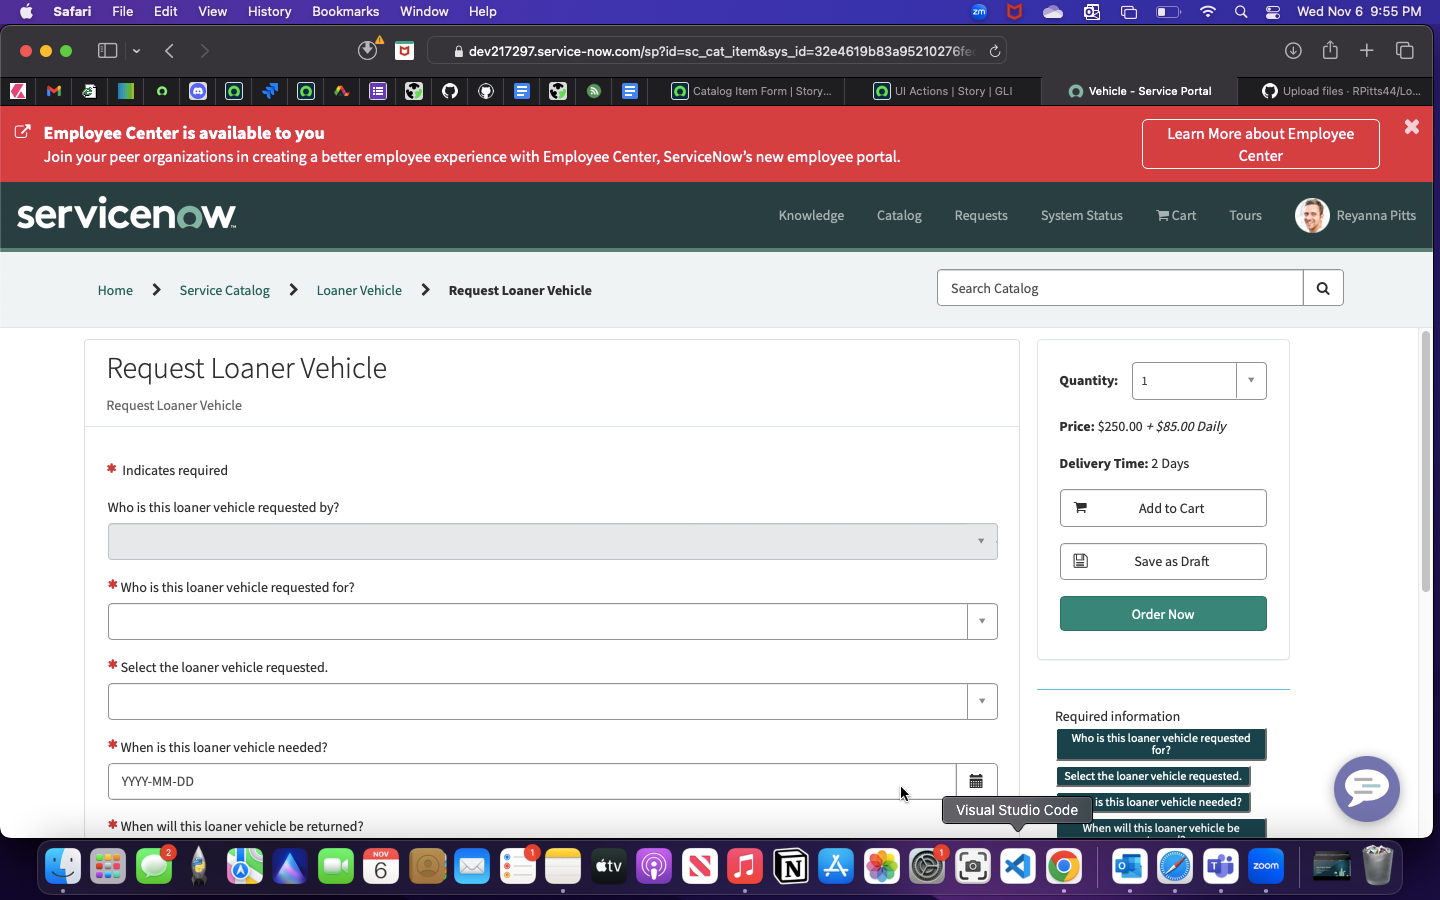 Safari File Edit View History Bookmarks Window Help
zm
Wed Nov 6 9:55 PM
dev217297.service-now.com/sp?id=sc_cat_item&sys_id=32e4619b83a95210276fe
Catalog Item Form | Story...
UI Actions | Story | GLI
Vehicle - Service Portal
Upload files · RPitts44/Lo...
Employee Center is available to you
Join your peer organizations in creating a better employee experience with Employee Center, ServiceNow's new employee portal.
Learn More about Employee
Center
servicenow
Knowledge
Catalog
Requests
System Status
Cart
Tours
Reyanna Pitts
Home
Service Catalog
Loaner Vehicle
Request Loaner Vehicle
Search Catalog
Request Loaner Vehicle
Request Loaner Vehicle
* Indicates required
Who is this loaner vehicle requested by?
* Who is this loaner vehicle requested for?
* Select the loaner vehicle requested.
* When is this loaner vehicle needed?
YYYY-MM-DD
* When will this loaner vehicle be returned?
Quantity: 1
Price: $250.00 + $85.00 Daily
Delivery Time: 2 Days
Add to Cart
Save as Draft
Order Now
Required information
Who is this loaner vehicle requested
for?
Select the loaner vehicle requested.
is this loaner vehicle needed?
When will this loaner vehicle be
Visual Studio Code
2
NOV
6
1
tv
1
zoom